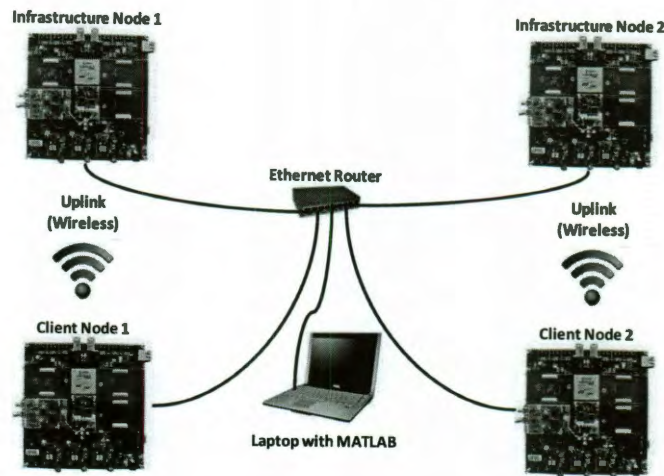 Infrastructure Node 1
Infrastructure Node 2
Ethernet Router
Uplink
(Wireless)
Uplink
(Wireless)
Client Node 1
Client Node 2
Laptop with MATLAB